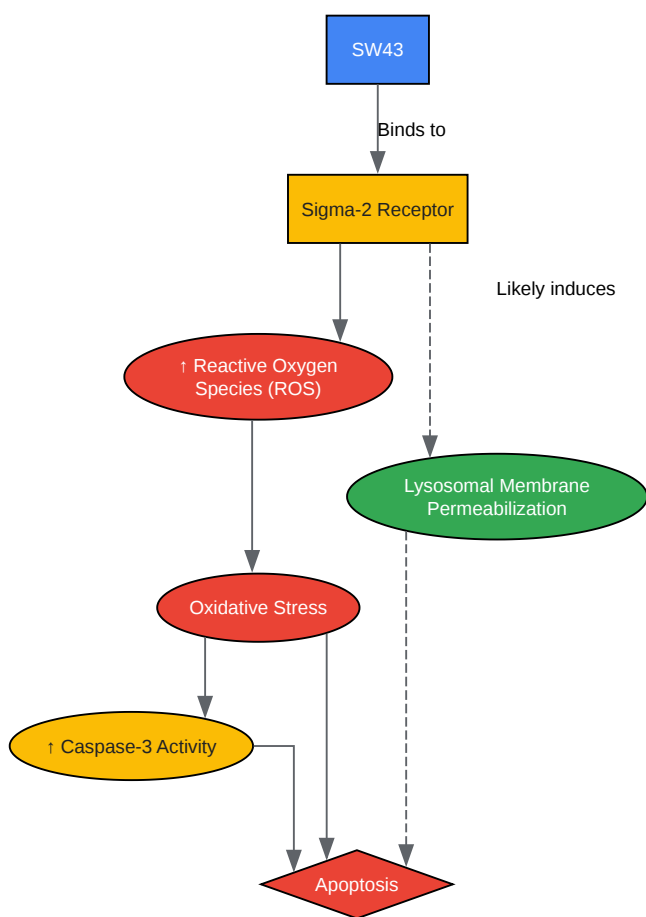 SW43
Binds to
Sigma-2 Receptor
Likely induces
↑ Reactive Oxygen
Species (ROS)
Lysosomal Membrane
Permeabilization
Oxidative Stress
↑ Caspase-3 Activity
Apoptosis